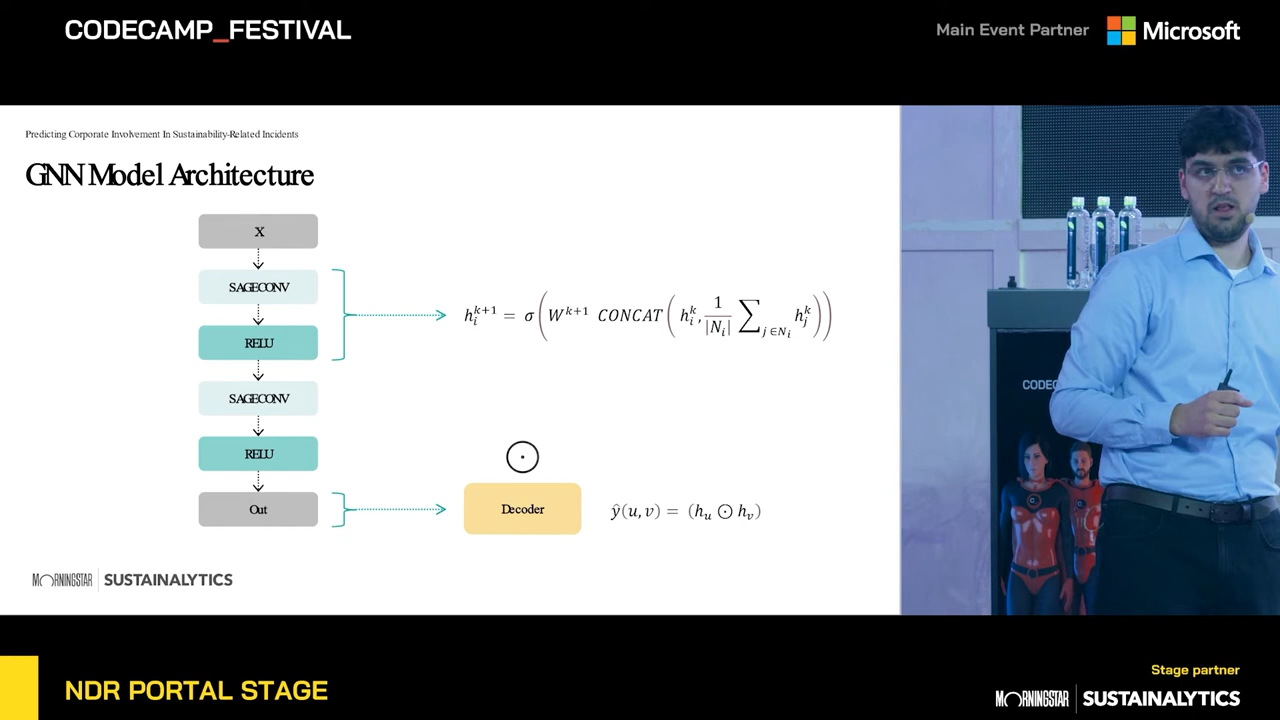 CODECAMP_FESTIVAL
Main Event Partner Microsoft
Predicting Corporate Involvement In Sustainability-Related Incidents
GNN Model Architecture
X
SAGECONV
RELU
SAGECONV
RELU
Out
h_i^{k+1} = σ(W^{k+1} CONCAT(h_i^k, 1/|N_i| ∑_{j∈N_i} h_j^k))
⊙
Decoder
ŷ(u, v) = (h_u ⊙ h_v)
MORNINGSTAR | SUSTAINALYTICS
CODEC
NDR PORTAL STAGE
Stage partner
MORNINGSTAR | SUSTAINALYTICS